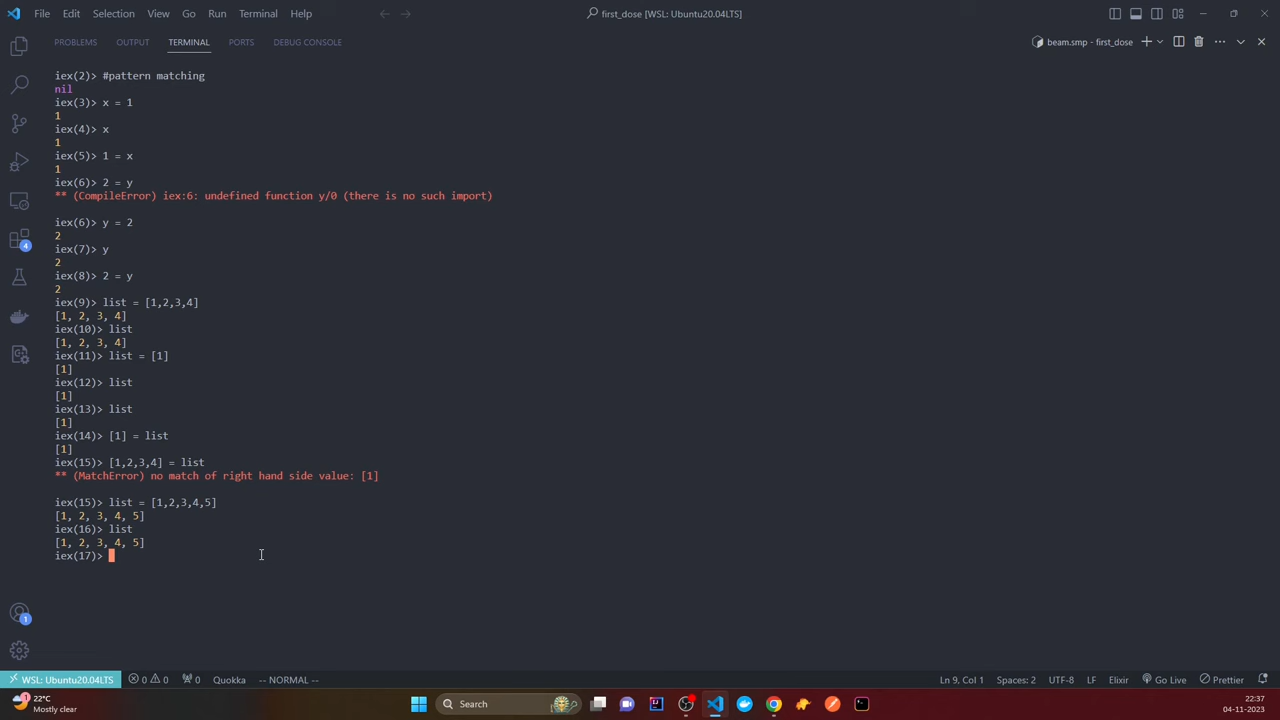 File Edit Selection View Go Run Terminal Help
first_dose [WSL: Ubuntu20.04LTS]
PROBLEMS OUTPUT TERMINAL PORTS DEBUG CONSOLE
beam.smp - first_dose
iex(2)> #pattern matching
nil
iex(3)> x = 1
1
iex(4)> x
1
iex(5)> 1 = x
1
iex(6)> 2 = y
** (CompileError) iex:6: undefined function y/0 (there is no such import)
iex(6)> y = 2
2
iex(7)> y
2
iex(8)> 2 = y
2
iex(9)> list = [1,2,3,4]
[1, 2, 3, 4]
iex(10)> list
[1, 2, 3, 4]
iex(11)> list = [1]
[1]
iex(12)> list
[1]
iex(13)> list
[1]
iex(14)> [1] = list
[1]
iex(15)> [1,2,3,4] = list
** (MatchError) no match of right hand side value: [1]
iex(15)> list = [1,2,3,4,5]
[1, 2, 3, 4, 5]
iex(16)> list
[1, 2, 3, 4, 5]
iex(17)>
4
1
WSL: Ubuntu20.04LTS 0 0 0 Quokka -- NORMAL -- Ln 9, Col 1 Spaces: 2 UTF-8 LF Elixir Go Live Prettier
1
22°C
Mostly clear
Search
22:37
04-11-2023